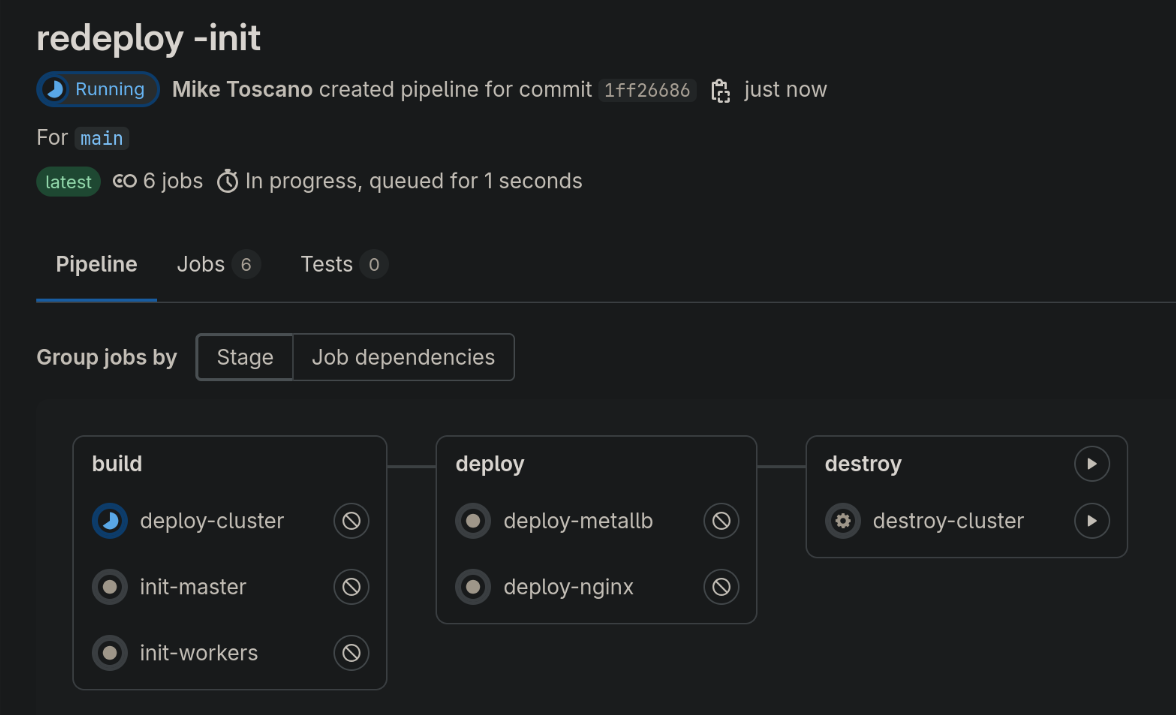 redeploy -init
Running Mike Toscano created pipeline for commit 1ff26686 just now
For main
latest 6 jobs In progress, queued for 1 seconds
Pipeline Jobs 6 Tests 0
Group jobs by Stage Job dependencies
build
deploy-cluster
init-master
init-workers
deploy
deploy-metallb
deploy-nginx
destroy
destroy-cluster